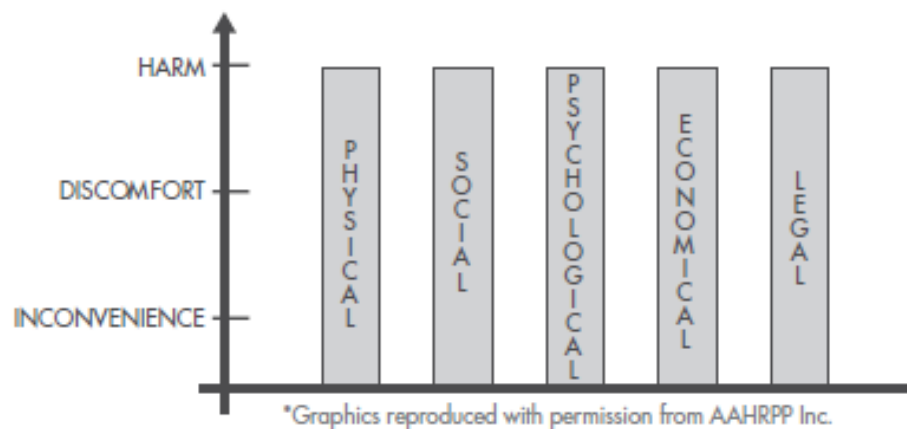 HARM
DISCOMFORT
INCONVENIENCE
PHYSICAL
SOCIAL
PSYCHOLOGICAL
ECONOMICAL
LEGAL
*Graphics reproduced with permission from AAHRPP Inc.